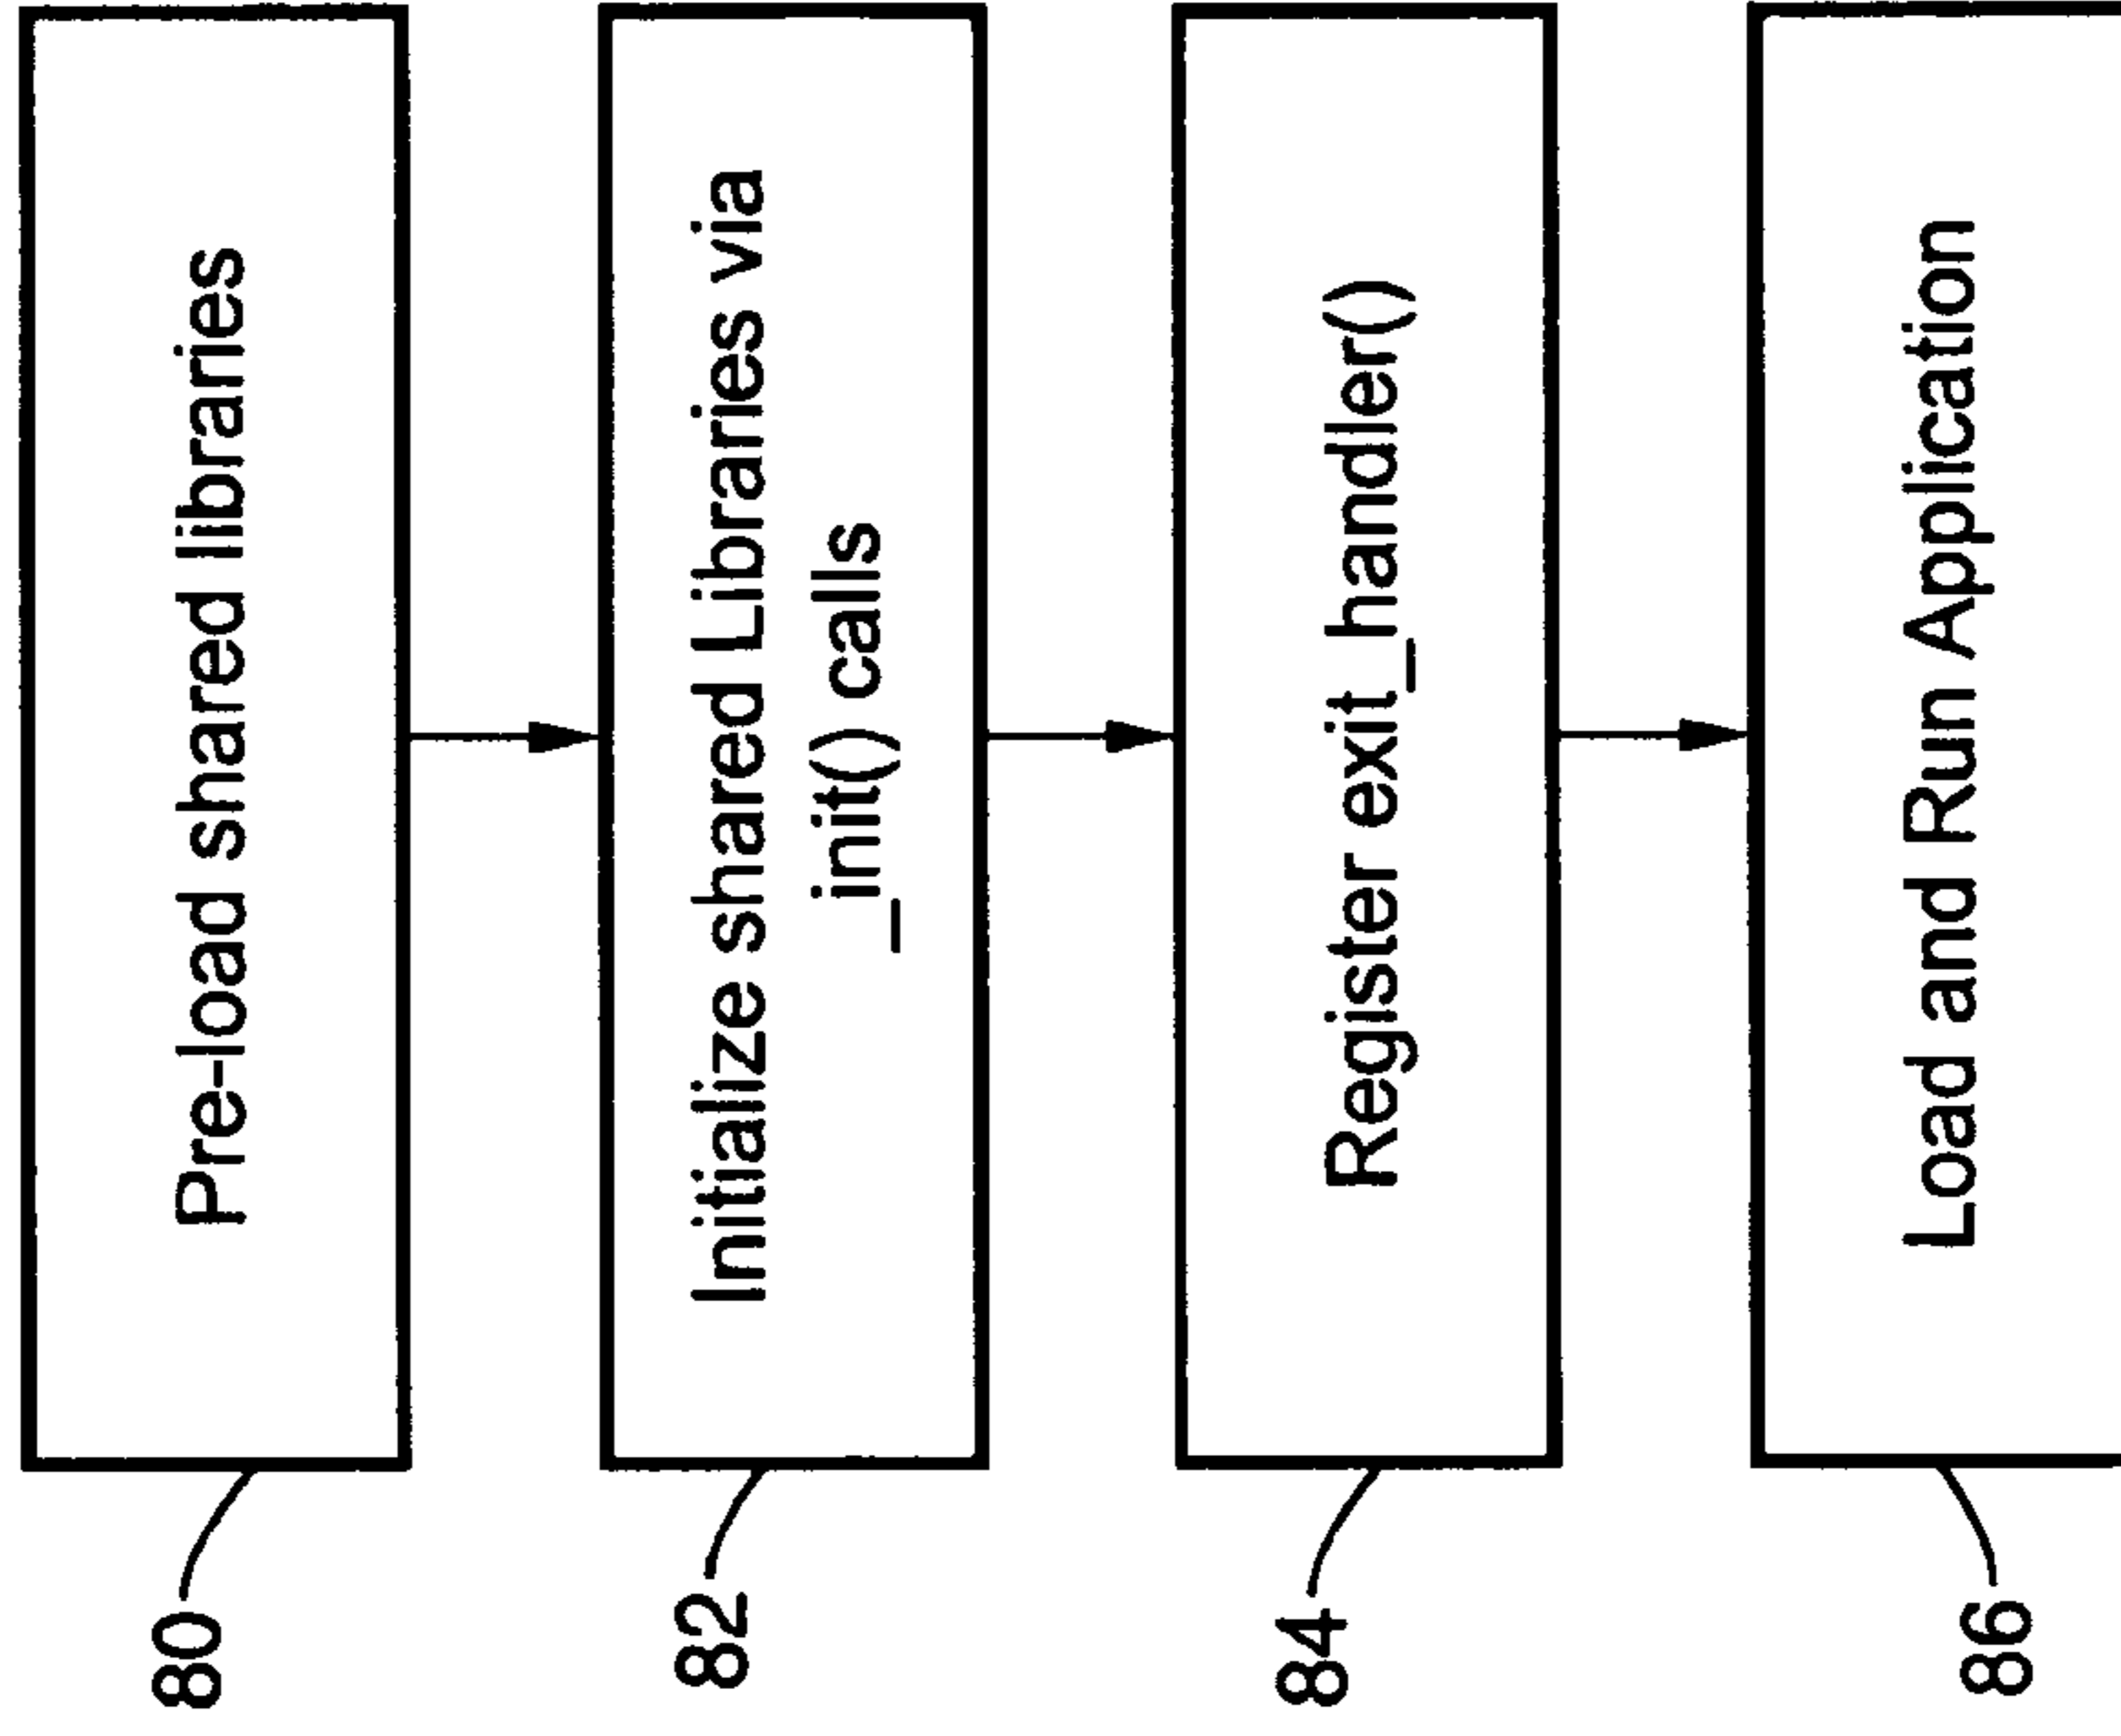 80
Pre-load shared libraries
82
Initialize shared Libraries via
_init() calls
84
Register exit_handler()
86
Load and Run Application